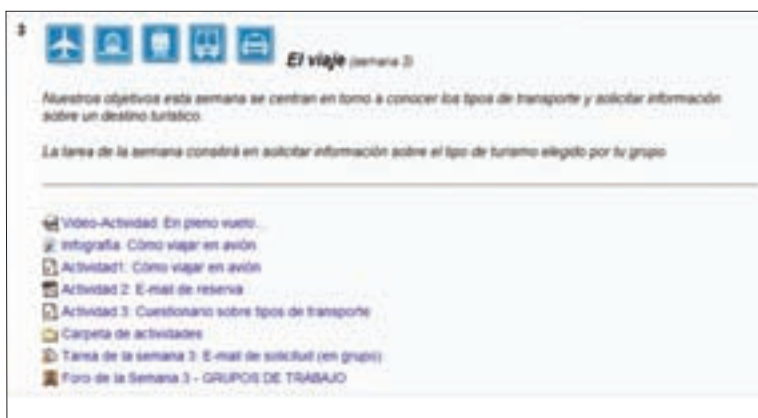 3
El viaje (semana 3)
Nuestros objetivos esta semana se centran en torno a conocer los tipos de transporte y solicitar información
sobre un destino turístico.
La tarea de la semana consitirá en solicitar información sobre el tipo de turismo elegido por tu grupo
Video-Actividad: En pleno vuelo...
Infografía: Cómo viajar en avión
Actividad1: Cómo viajar en avión
Actividad 2: E-mail de reserva
Actividad 3: Cuestionario sobre tipos de transporte
Carpeta de actividades
Tarea de la semana 3: E-mail de solicitud (en grupo)
Foro de la Semana 3 - GRUPOS DE TRABAJO